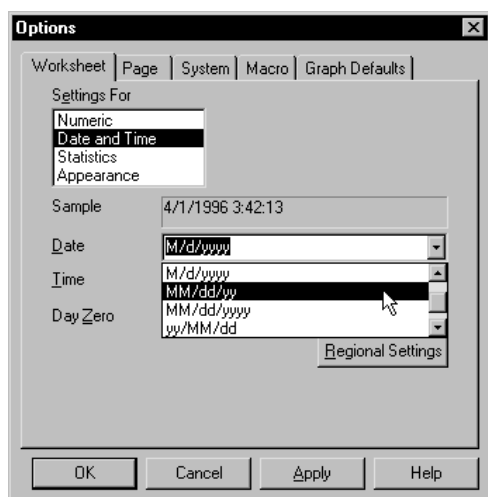 Options
Worksheet Page System Macro Graph Defaults
Settings For
Numeric
Date and Time
Statistics
Appearance
Sample 4/1/1996 3:42:13
Date M/d/yyyy
Time M/d/yyyy
MM/dd/yy
Day Zero MM/dd/yyyy
yy/MM/dd
Regional Settings
OK Cancel Apply Help